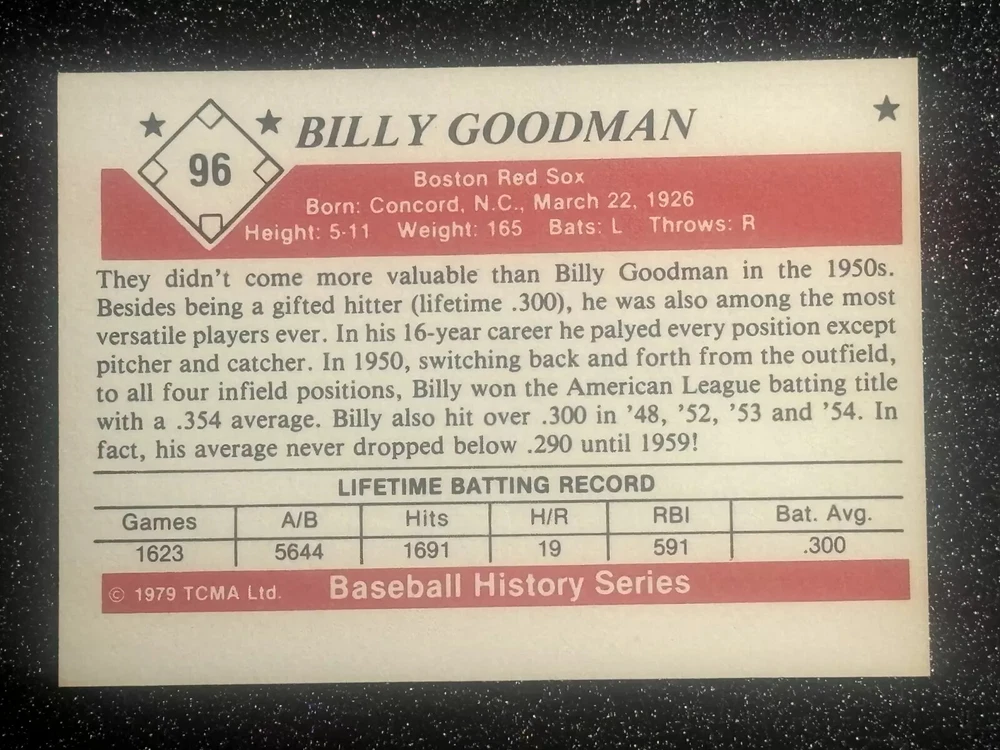 96
BILLY GOODMAN
Boston Red Sox
Born: Concord, N.C., March 22, 1926
Height: 5-11 Weight: 165 Bats: L Throws: R
They didn't come more valuable than Billy Goodman in the 1950s.
Besides being a gifted hitter (lifetime .300), he was also among the most
versatile players ever. In his 16-year career he palyed every position except
pitcher and catcher. In 1950, switching back and forth from the outfield,
to all four infield positions, Billy won the American League batting title
with a .354 average. Billy also hit over .300 in '48, '52, '53 and '54. In
fact, his average never dropped below .290 until 1959!
LIFETIME BATTING RECORD
Games A/B Hits H/R RBI Bat. Avg.
1623 5644 1691 19 591 .300
© 1979 TCMA Ltd. Baseball History Series